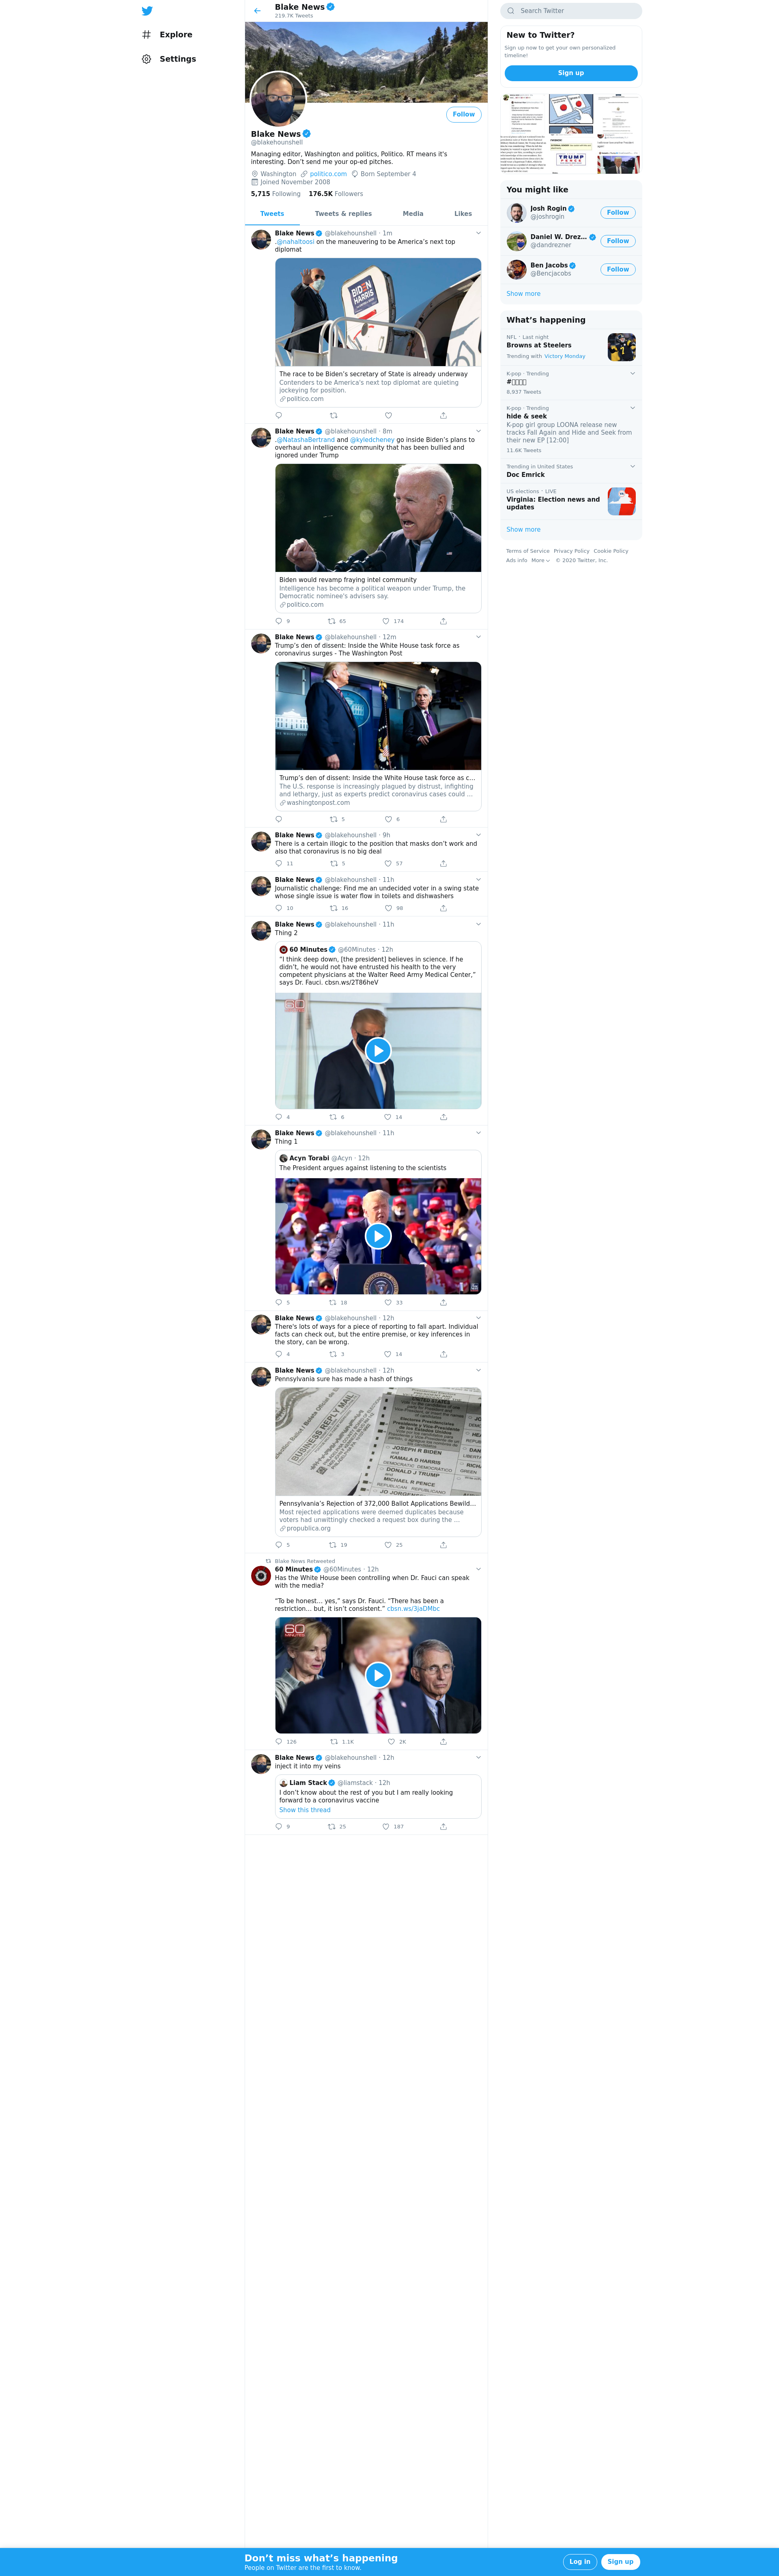 Explore
Settings
Blake News
219.7K Tweets
Follow
Blake News
@blakehounshell
Managing editor, Washington and politics, Politico. RT means it's
interesting. Don't send me your op-ed pitches.
Washington politico.com Born September 4
Joined November 2008
5,715 Following 176.5K Followers
Tweets Tweets & replies Media Likes
Blake News @blakehounshell · 1m
.@nahaltoosi on the maneuvering to be America's next top
diplomat
BIDEN
HARRIS
The race to be Biden's secretary of State is already underway
Contenders to be America's next top diplomat are quieting
jockeying for position.
politico.com
Blake News @blakehounshell · 8m
.@NatashaBertrand and @kyledcheney go inside Biden's plans to
overhaul an intelligence community that has been bullied and
ignored under Trump
Biden would revamp fraying intel community
Intelligence has become a political weapon under Trump, the
Democratic nominee's advisers say.
politico.com
9 65 174
Blake News @blakehounshell · 12m
Trump's den of dissent: Inside the White House task force as
coronavirus surges - The Washington Post
Trump's den of dissent: Inside the White House task force as c...
The U.S. response is increasingly plagued by distrust, infighting
and lethargy, just as experts predict coronavirus cases could ...
washingtonpost.com
5 6
Blake News @blakehounshell · 9h
There is a certain illogic to the position that masks don't work and
also that coronavirus is no big deal
11 5 57
Blake News @blakehounshell · 11h
Journalistic challenge: Find me an undecided voter in a swing state
whose single issue is water flow in toilets and dishwashers
10 16 98
Blake News @blakehounshell · 11h
Thing 2
60 Minutes @60Minutes · 12h
"I think deep down, [the president] believes in science. If he
didn't, he would not have entrusted his health to the very
competent physicians at the Walter Reed Army Medical Center,"
says Dr. Fauci. cbsn.ws/2T86heV
60
4 6 14
Blake News @blakehounshell · 11h
Thing 1
Acyn Torabi @Acyn · 12h
The President argues against listening to the scientists
5 18 33
Blake News @blakehounshell · 12h
There's lots of ways for a piece of reporting to fall apart. Individual
facts can check out, but the entire premise, or key inferences in
the story, can be wrong.
4 3 14
Blake News @blakehounshell · 12h
Pennsylvania sure has made a hash of things
BUSINESS REPLY MAIL
JOSEPH R BIDEN
KAMALA D HARRIS
DONALD J TRUMP
MICHAEL R PENCE
Pennsylvania's Rejection of 372,000 Ballot Applications Bewild...
Most rejected applications were deemed duplicates because
voters had unwittingly checked a request box during the ...
propublica.org
5 19 25
Blake News Retweeted
60 Minutes @60Minutes · 12h
Has the White House been controlling when Dr. Fauci can speak
with the media?
"To be honest... yes," says Dr. Fauci. "There has been a
restriction... but, it isn't consistent." cbsn.ws/3jaDMbc
60
MINUTES
126 1.1K 2K
Blake News @blakehounshell · 12h
inject it into my veins
Liam Stack @liamstack · 12h
I don't know about the rest of you but I am really looking
forward to a coronavirus vaccine
Show this thread
9 25 187
Search Twitter
New to Twitter?
Sign up now to get your own personalized
timeline!
Sign up
TRUMP
You might like
Josh Rogin
@joshrogin
Follow
Daniel W. Drez...
@dandrezner
Follow
Ben Jacobs
@Bencjacobs
Follow
Show more
What's happening
NFL · Last night
Browns at Steelers
Trending with Victory Monday
K-pop · Trending
8,937 Tweets
K-pop · Trending
hide & seek
K-pop girl group LOONA release new
tracks Fall Again and Hide and Seek from
their new EP [12:00]
11.6K Tweets
Trending in United States
Doc Emrick
US elections · LIVE
Virginia: Election news and
updates
Show more
Terms of Service Privacy Policy Cookie Policy
Ads info More © 2020 Twitter, Inc.
Don't miss what's happening
People on Twitter are the first to know.
Log in Sign up